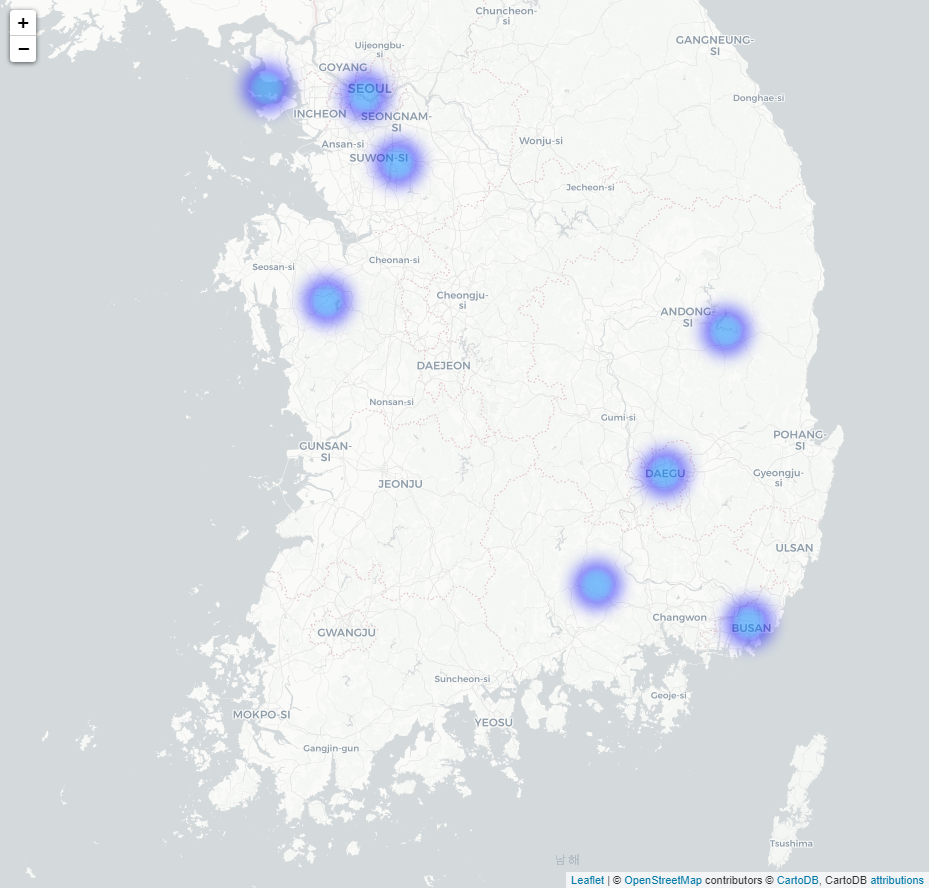 +
−
Chuncheon-
si
GANGNEUNG-
SI
Uijeongbu-
si
GOYANG
SEOUL
Donghae-si
INCHEON
SEONGNAM-
SI
Ansan-si
Wonju-si
SUWON-SI
Jecheon-si
Cheonan-si
Seosan-si
Cheongju-
si
ANDONG-
SI
DAEJEON
Nonsan-si
Gumi-si
POHANG-
SI
GUNSAN-
SI
DAEGU
Gyeongju-
si
JEONJU
ULSAN
Changwon
BUSAN
GWANGJU
Suncheon-si
Geoje-si
MOKPO-SI
YEOSU
Gangjin-gun
Tsushima
남해
Leaflet | © OpenStreetMap contributors © CartoDB, CartoDB attributions